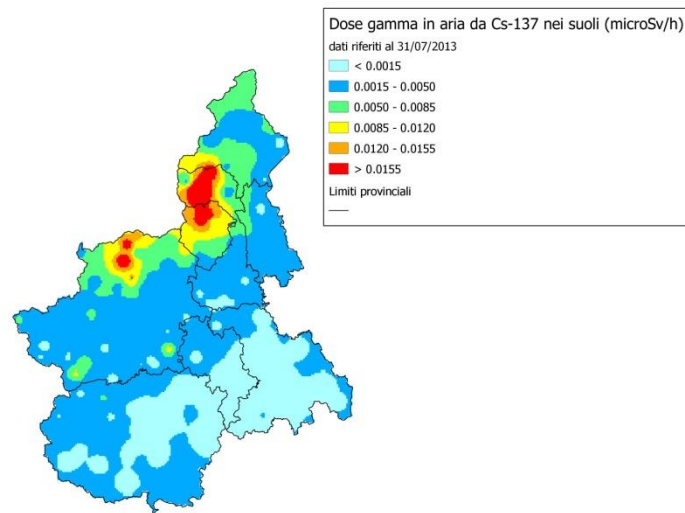 Dose gamma in aria da Cs-137 nei suoli (microSv/h)
dati riferiti al 31/07/2013
< 0.0015
0.0015 - 0.0050
0.0050 - 0.0085
0.0085 - 0.0120
0.0120 - 0.0155
> 0.0155
Limiti provinciali